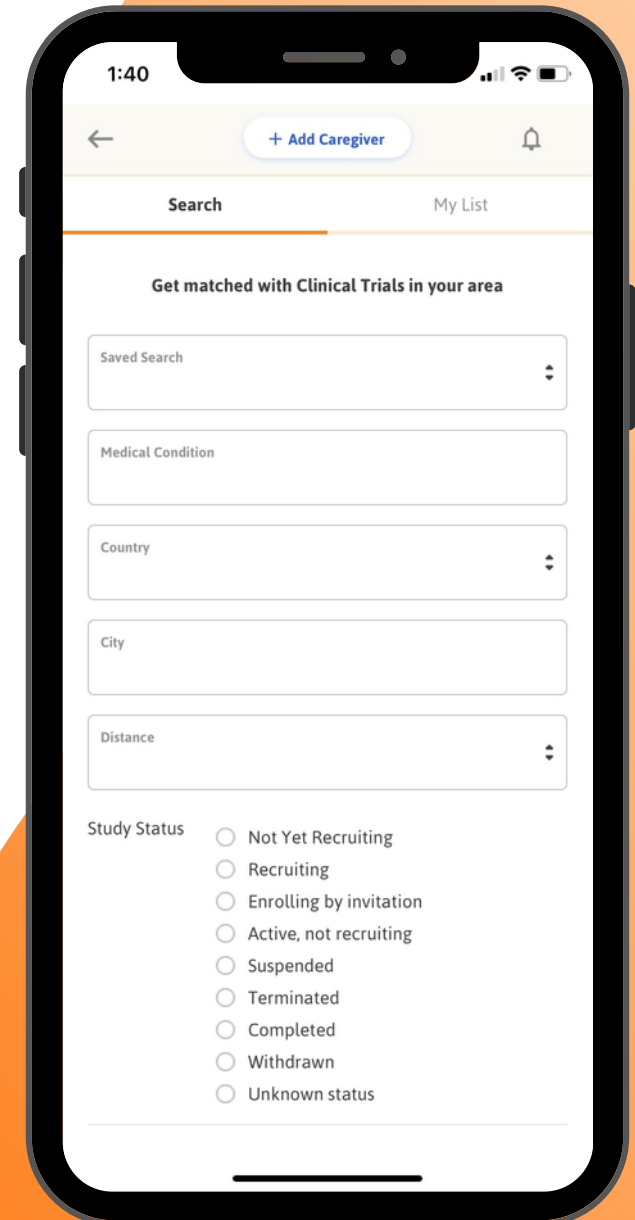 1:40
+ Add Caregiver
Search
My List
Get matched with Clinical Trials in your area
Saved Search
Medical Condition
Country
City
Distance
Study Status
Not Yet Recruiting
Recruiting
Enrolling by invitation
Active, not recruiting
Suspended
Terminated
Completed
Withdrawn
Unknown status